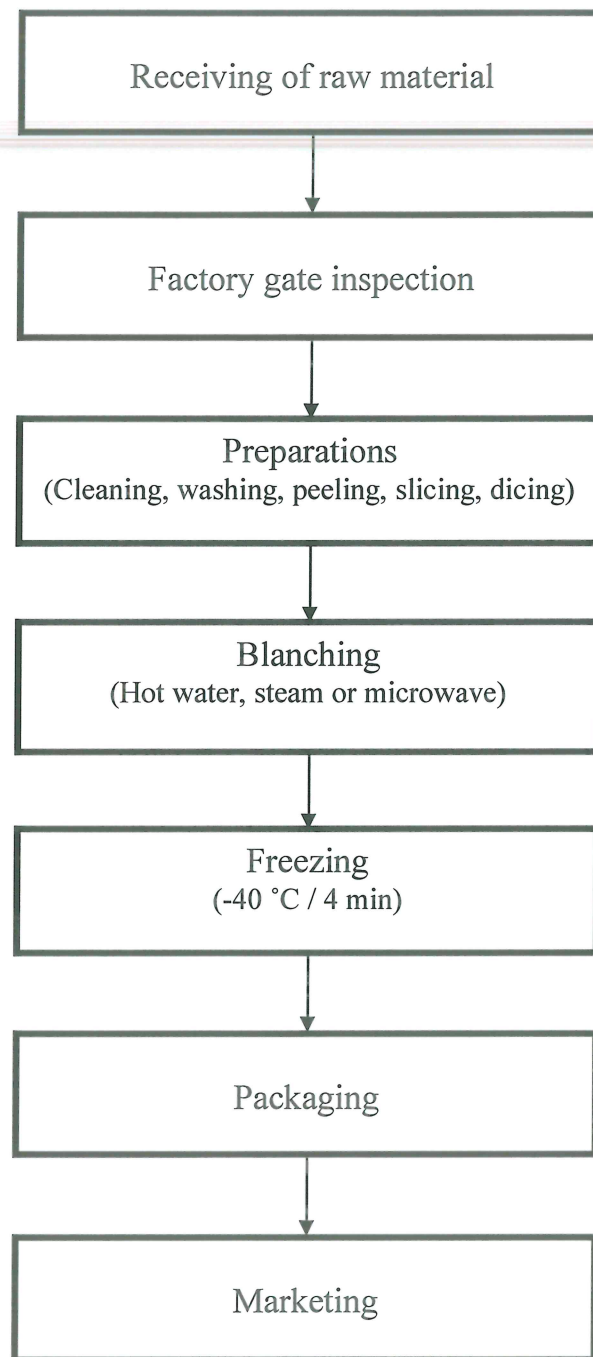 Receiving of raw material
Factory gate inspection
Preparations
(Cleaning, washing, peeling, slicing, dicing)
Blanching
(Hot water, steam or microwave)
Freezing
(-40 ˚C / 4 min)
Packaging
Marketing